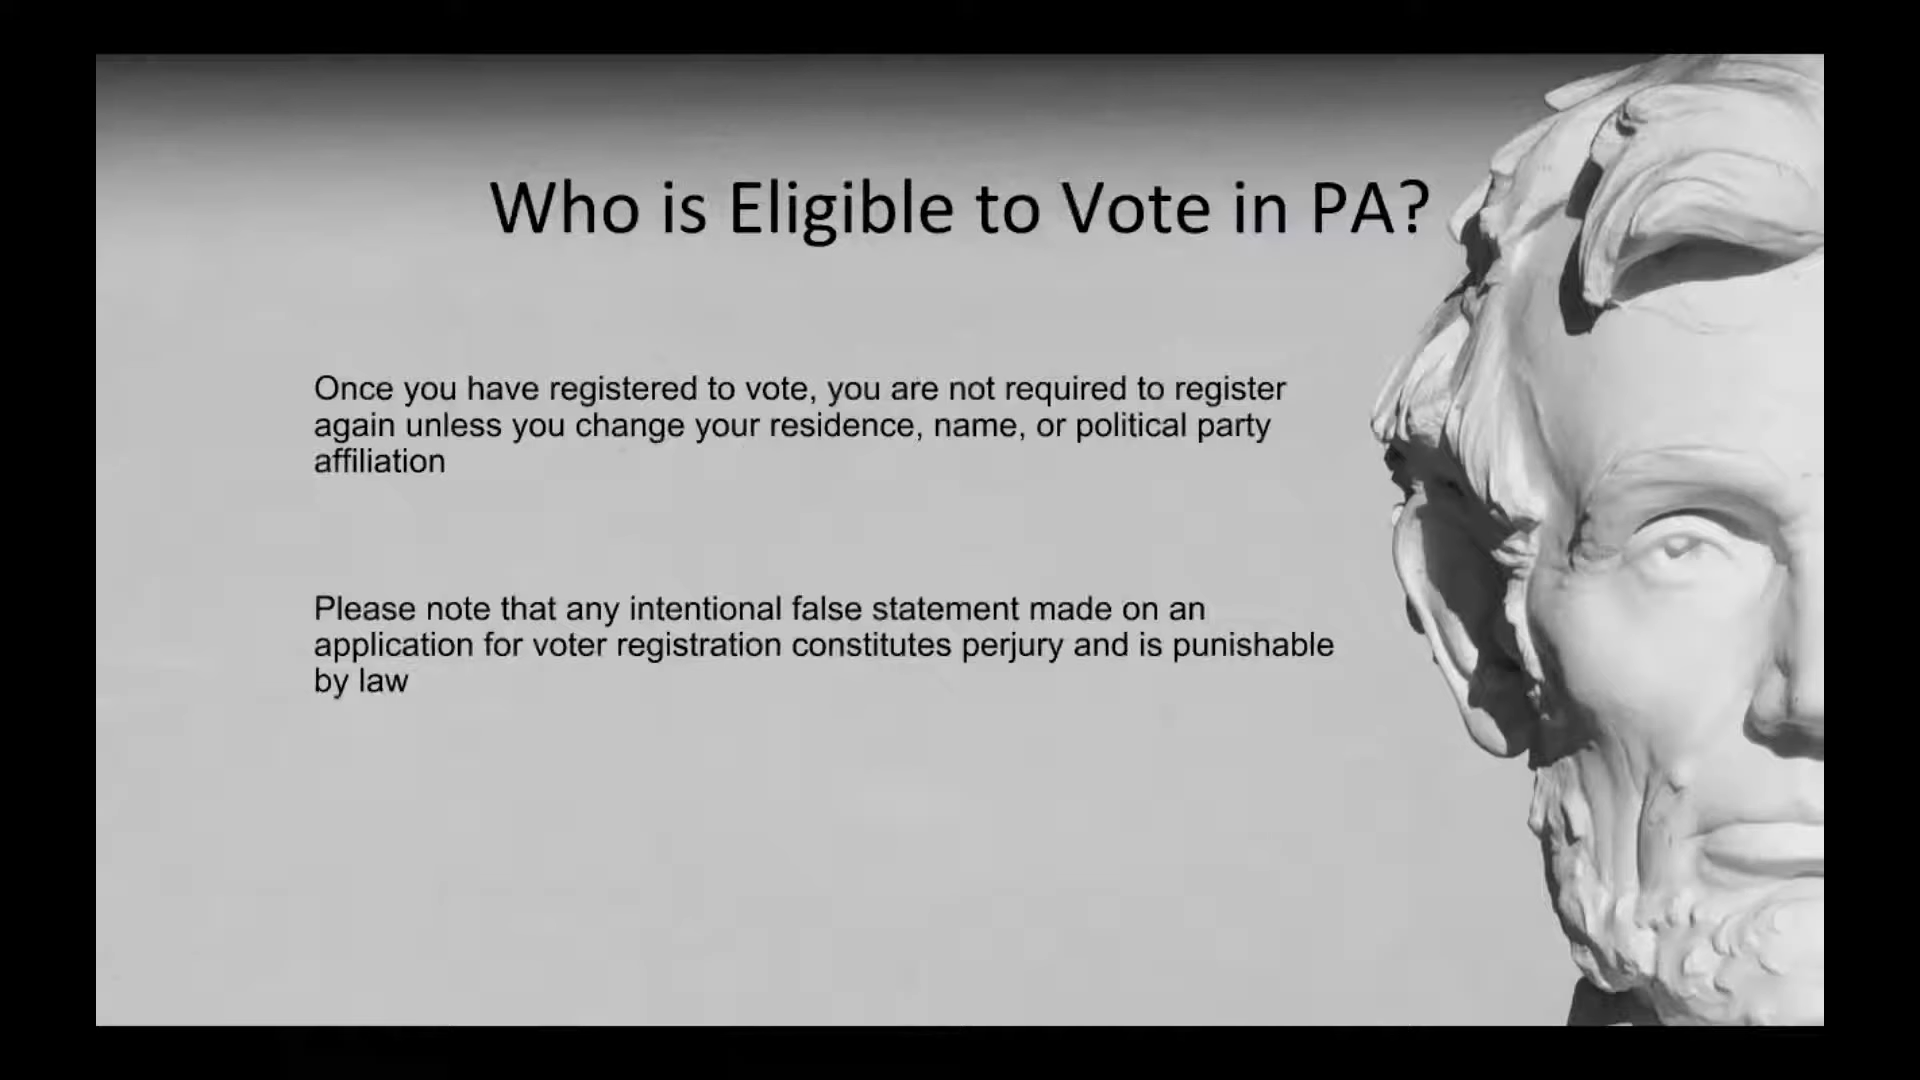 Who is Eligible to Vote in PA?
Once you have registered to vote, you are not required to register
again unless you change your residence, name, or political party
affiliation
Please note that any intentional false statement made on an
application for voter registration constitutes perjury and is punishable
by law